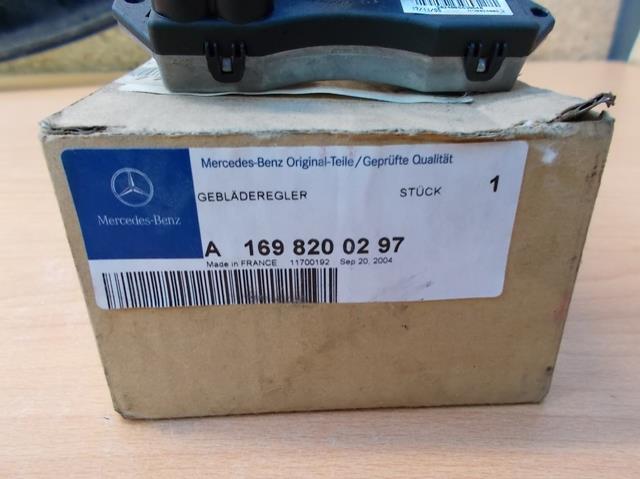 Mercedes-Benz Original-Teile/Geprüfte Qualität
Mercedes-Benz
GEBLÄDEREGLER STÜCK 1
A 169 820 02 97
Made in FRANCE 11700192 Sep 20, 2004